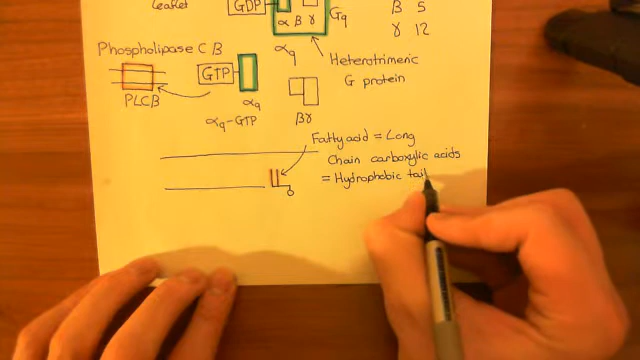 leaflet
GDP
α β γ
Gq
β 5
γ 12
αq
Heterotrimeric
G protein
Phospholipase C β
GTP
PLCβ
αq
αq-GTP
βγ
Fatty acid = Long
Chain carboxylic acids
= Hydrophobic tail